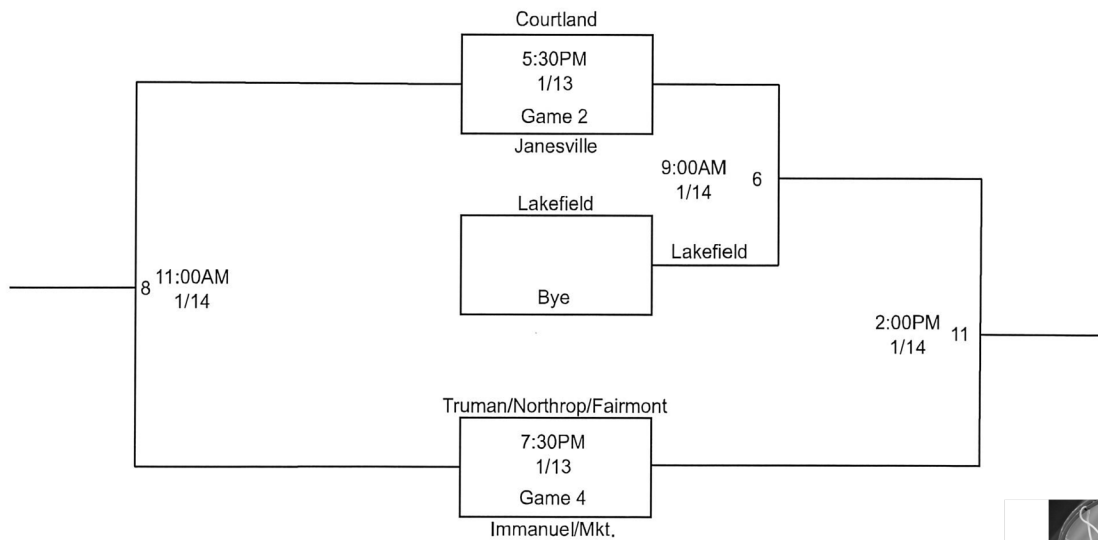 Courtland
5:30PM
1/13
Game 2
Janesville
9:00AM
1/14
6
Lakefield
Lakefield
Bye
8
11:00AM
1/14
2:00PM
1/14
11
Truman/Northrop/Fairmont
7:30PM
1/13
Game 4
Immanuel/Mkt.